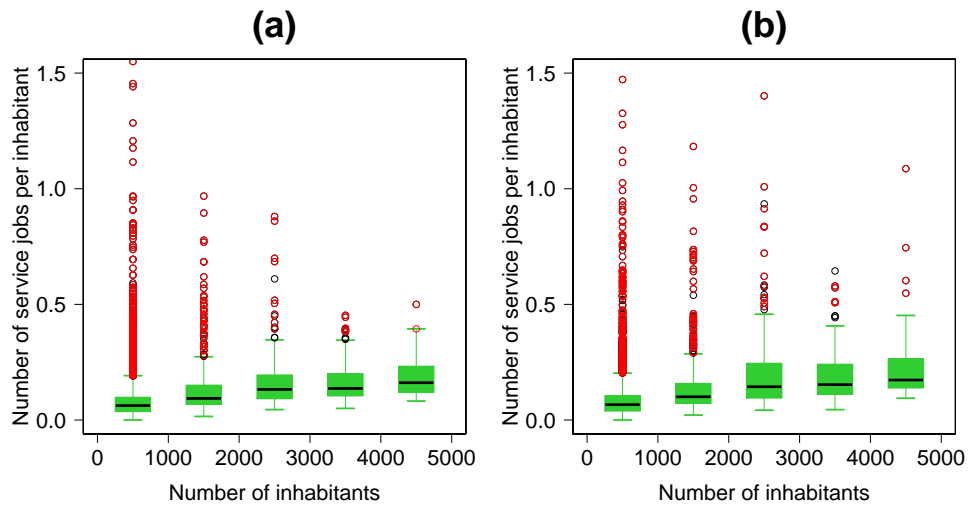 (a)
Number of service jobs per inhabitant
1.5
1.0
0.5
0.0
0 1000 2000 3000 4000 5000
Number of inhabitants
(b)
Number of service jobs per inhabitant
1.5
1.0
0.5
0.0
0 1000 2000 3000 4000 5000
Number of inhabitants